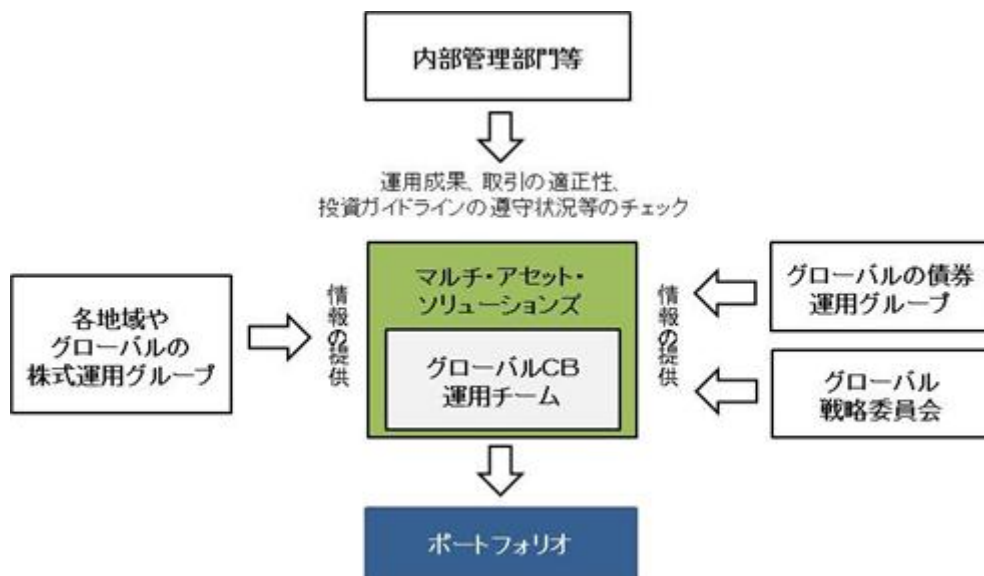 内部管理部門等
運用成果、取引の適正性、
投資ガイドラインの遵守状況等のチェック
各地域や
グローバルの
株式運用グループ
情報の提供
マルチ・アセット・
ソリューションズ
グローバルCB
運用チーム
情報の提供
グローバルの債券
運用グループ
グローバル
戦略委員会
ポートフォリオ